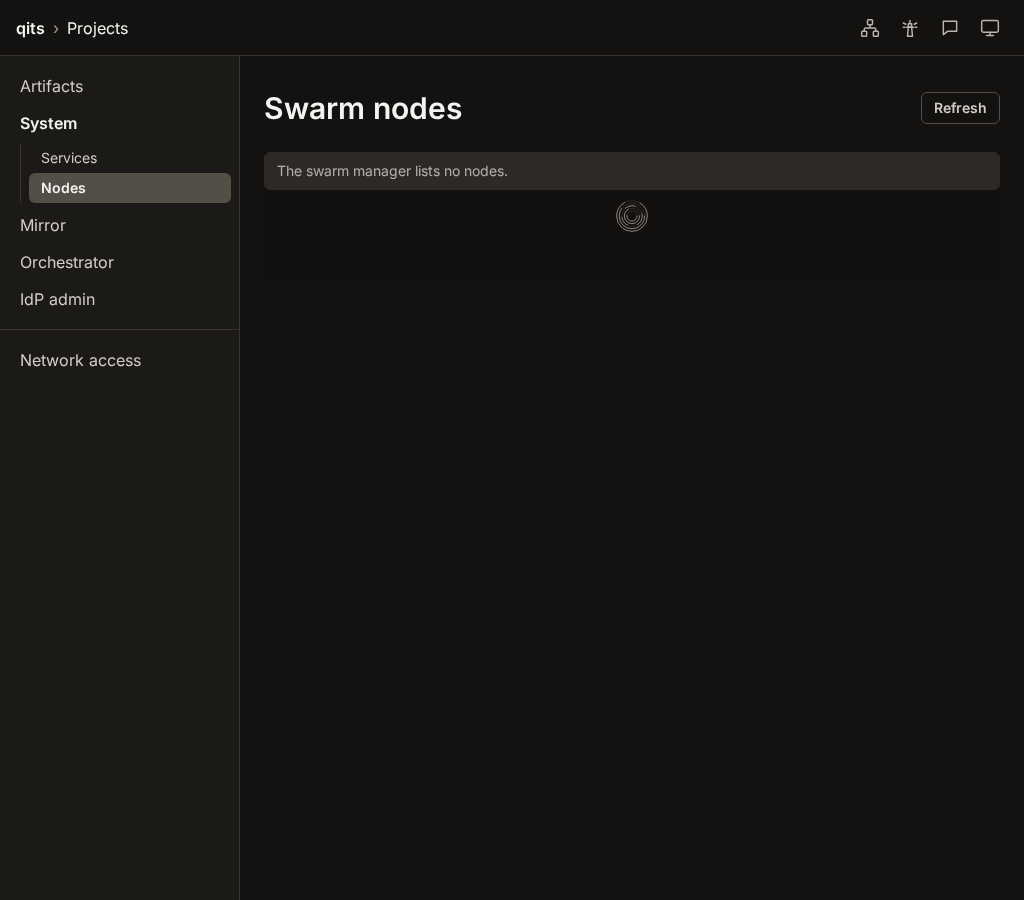 qits › Projects
Artifacts
System
Services
Nodes
Mirror
Orchestrator
IdP admin
Network access
Swarm nodes
Refresh
The swarm manager lists no nodes.